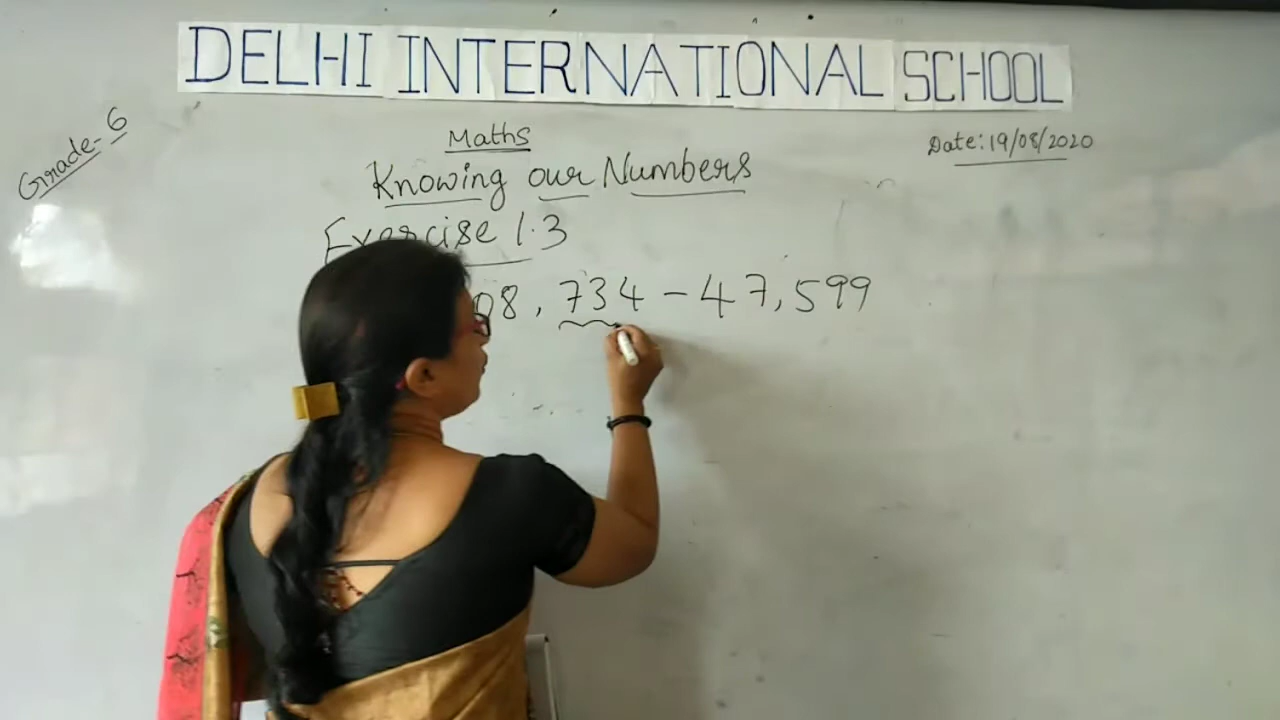 DELHI INTERNATIONAL SCHOOL
Grade- 6
Maths
Date: 19/08/2020
Knowing our Numbers
Exercise 1.3
08, 734 - 47,599